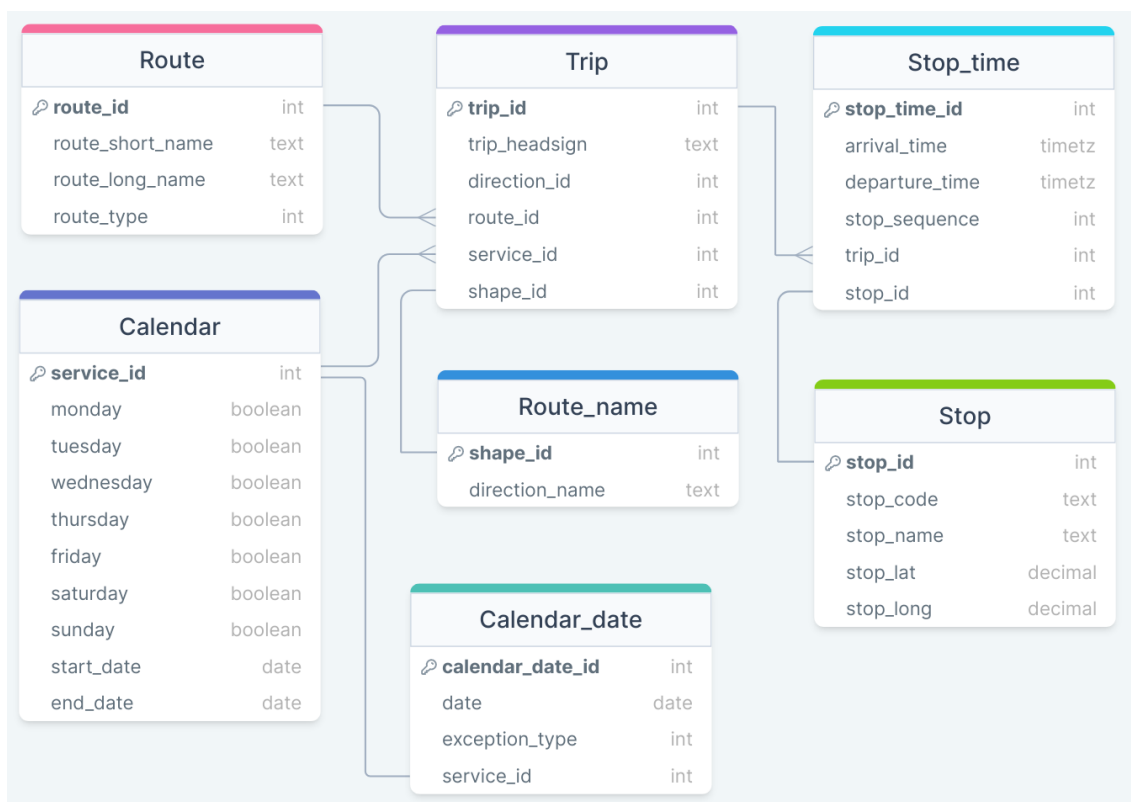 Route
route_id int
route_short_name text
route_long_name text
route_type int
Trip
trip_id int
trip_headsign text
direction_id int
route_id int
service_id int
shape_id int
Stop_time
stop_time_id int
arrival_time timetz
departure_time timetz
stop_sequence int
trip_id int
stop_id int
Calendar
service_id int
monday boolean
tuesday boolean
wednesday boolean
thursday boolean
friday boolean
saturday boolean
sunday boolean
start_date date
end_date date
Route_name
shape_id int
direction_name text
Stop
stop_id int
stop_code text
stop_name text
stop_lat decimal
stop_long decimal
Calendar_date
calendar_date_id int
date date
exception_type int
service_id int